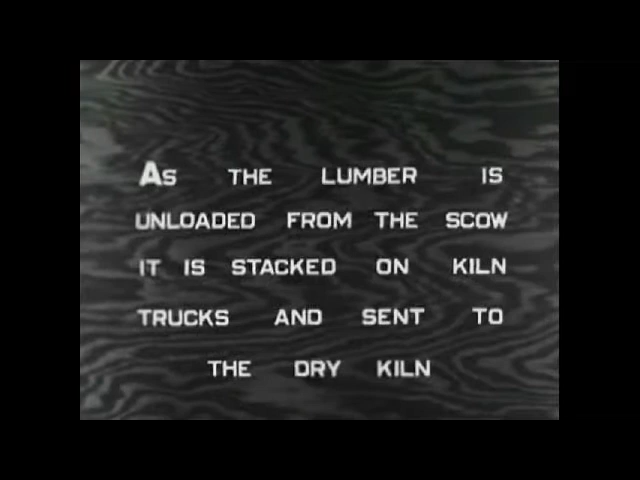 AS THE LUMBER IS
UNLOADED FROM THE SCOW
IT IS STACKED ON KILN
TRUCKS AND SENT TO
THE DRY KILN